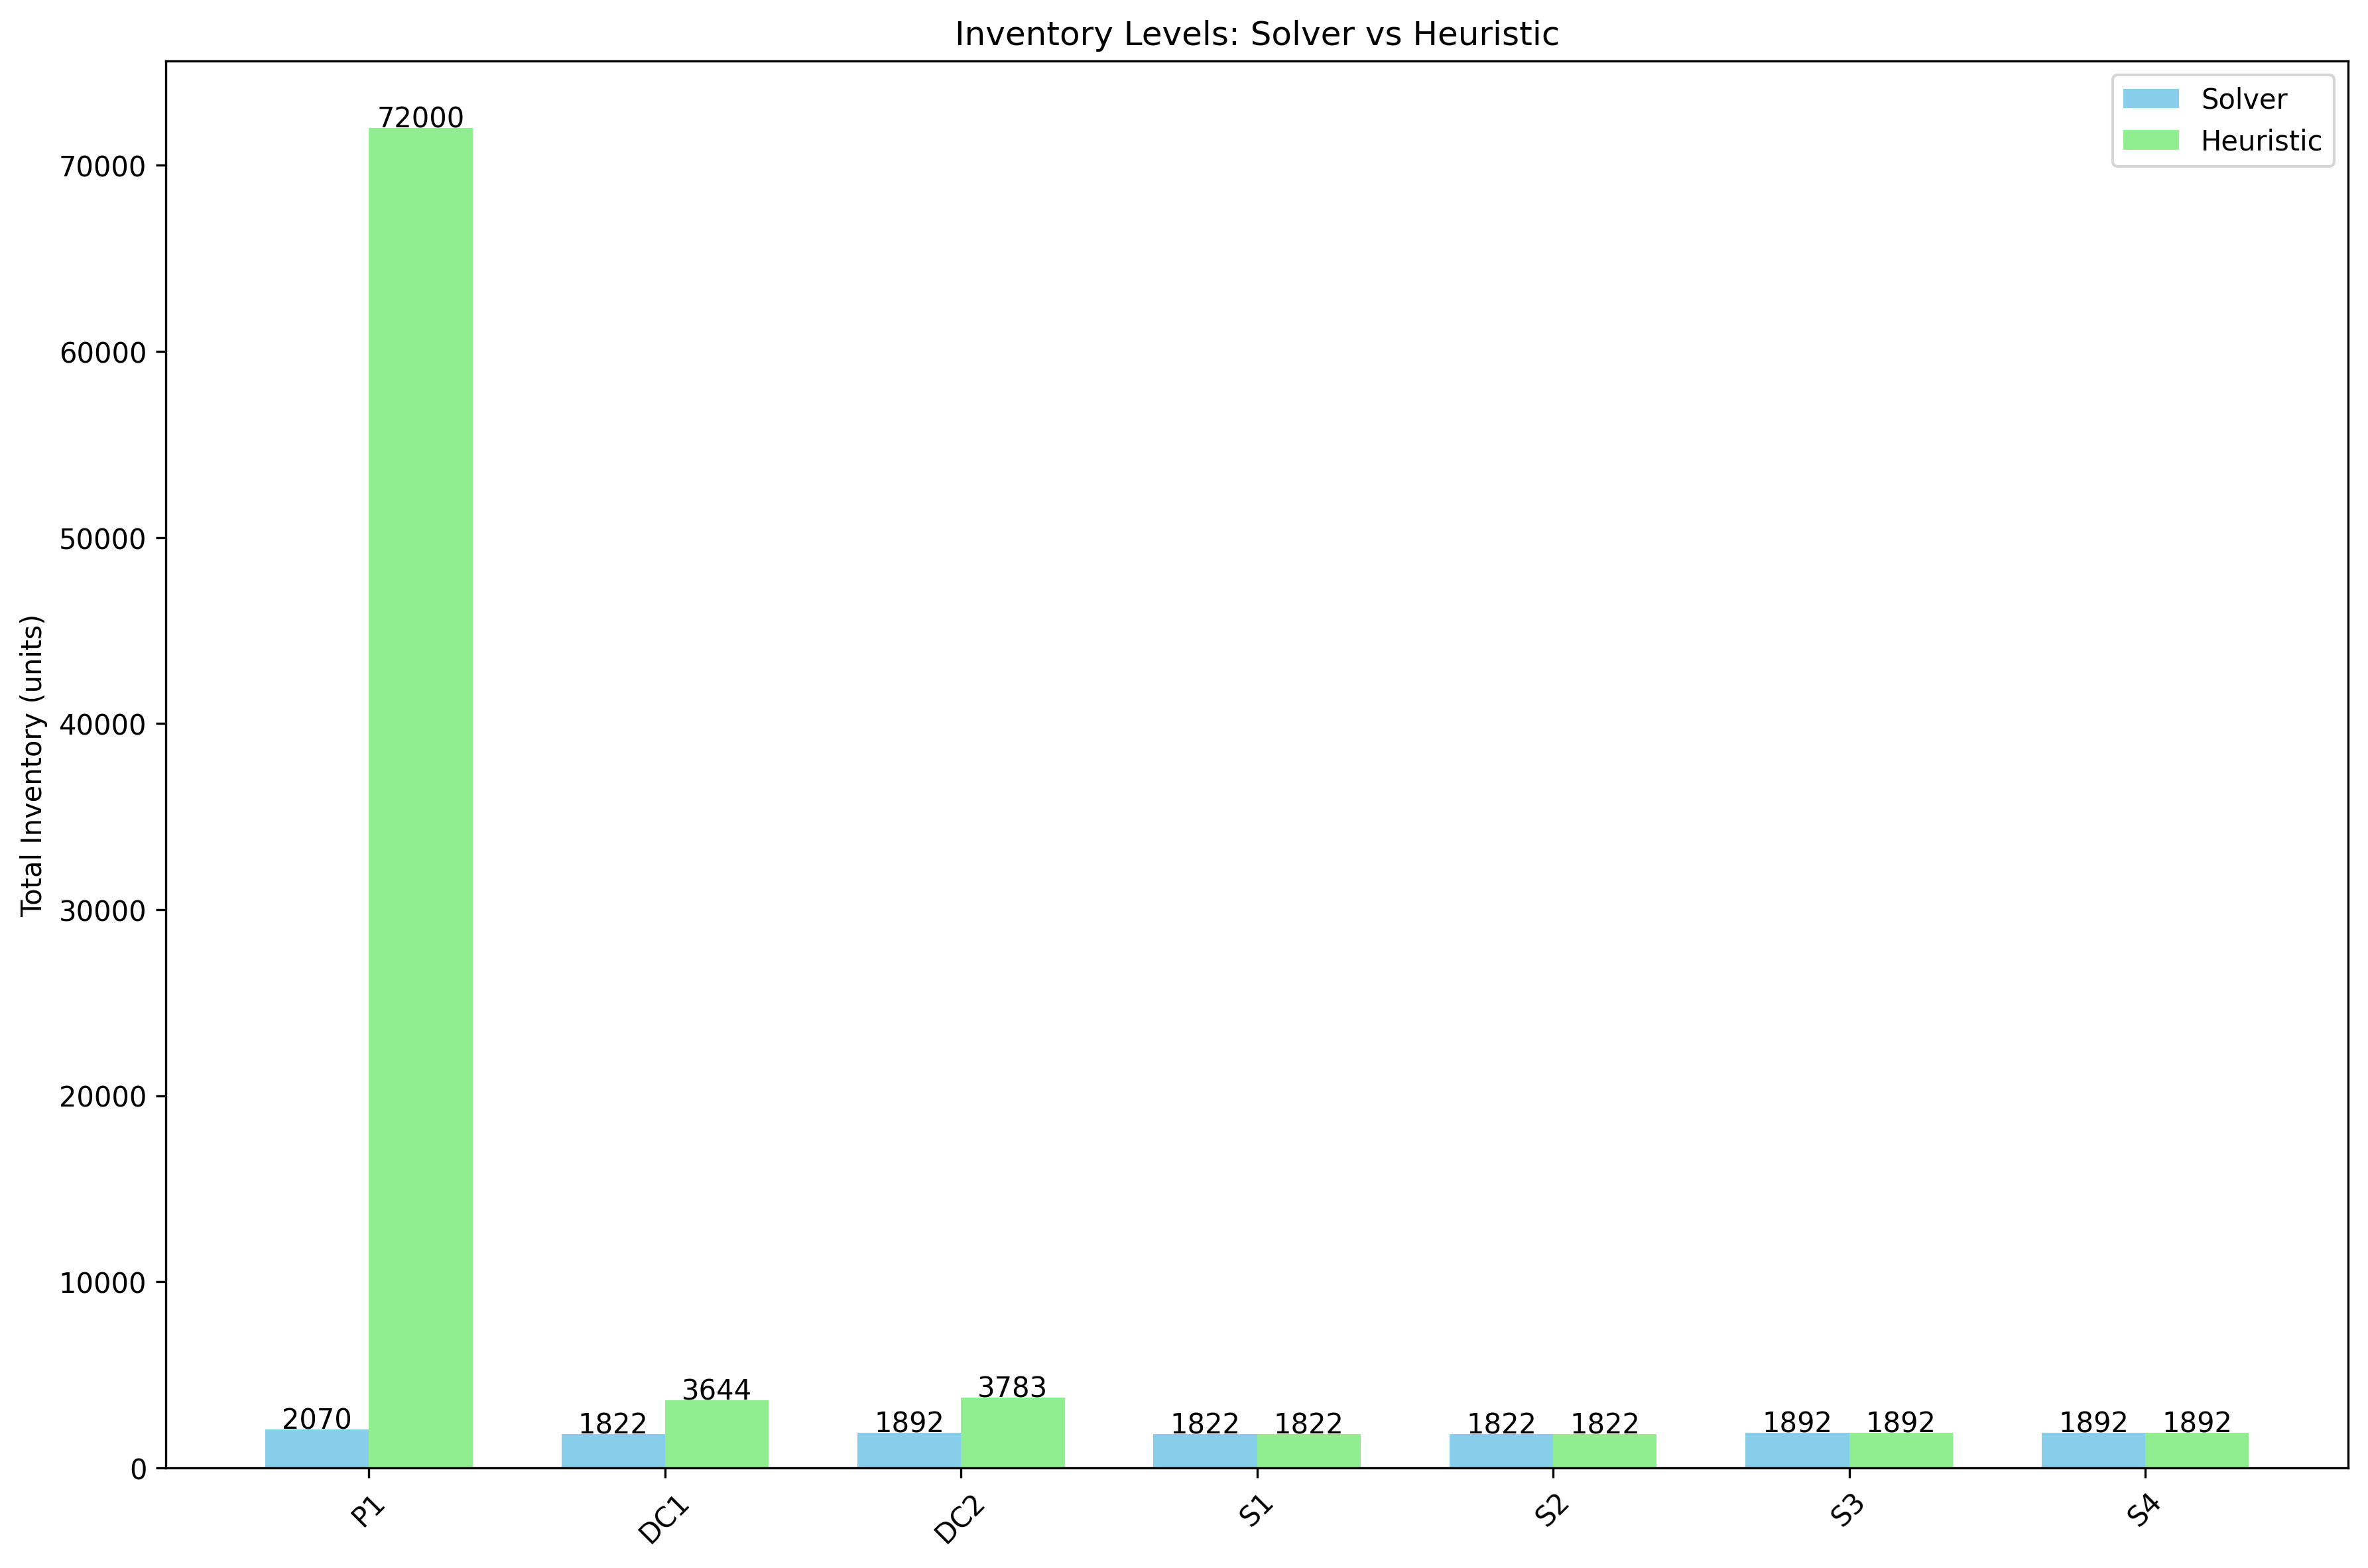 Inventory Levels: Solver vs Heuristic
Solver
Heuristic
Total Inventory (units)
70000
60000
50000
40000
30000
20000
10000
0
72000
2070
1822
3644
1892
3783
1822
1822
1822
1822
1892
1892
1892
1892
P1
DC1
DC2
S1
S2
S3
S4